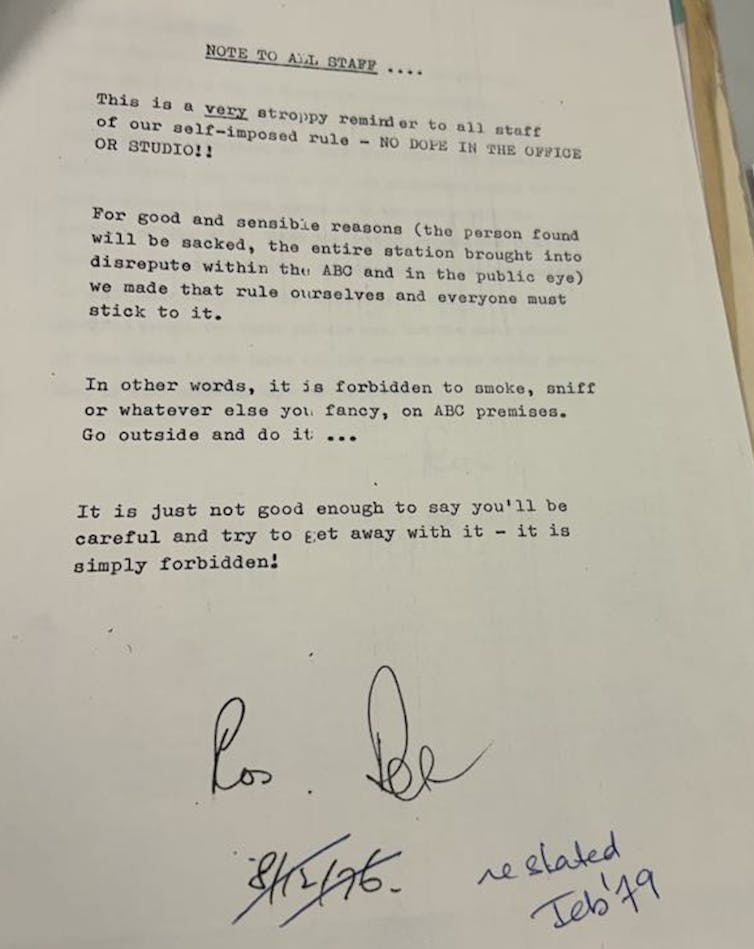 NOTE TO ALL STAFF ....
This is a very stroppy reminder to all staff
of our self-imposed rule - NO DOPE IN THE OFFICE
OR STUDIO!!
For good and sensible reasons (the person found
will be sacked, the entire station brought into
disrepute within the ABC and in the public eye)
we made that rule ourselves and everyone must
stick to it.
In other words, it is forbidden to smoke, sniff
or whatever else you fancy, on ABC premises.
Go outside and do it ...
It is just not good enough to say you'll be
careful and try to get away with it - it is
simply forbidden!
Ros.
8/12/76.
restated
Feb '79